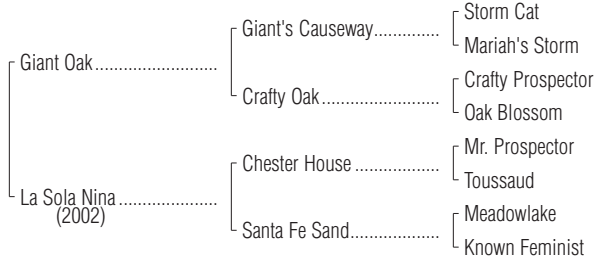 Storm Cat
Giant's Causeway..............
Mariah's Storm
Giant Oak..........................
Crafty Prospector
Crafty Oak.........................
Oak Blossom
Mr. Prospector
Chester House ..................
Toussaud
La Sola Nina.....................
(2002)
Meadowlake
Santa Fe Sand...................
Known Feminist